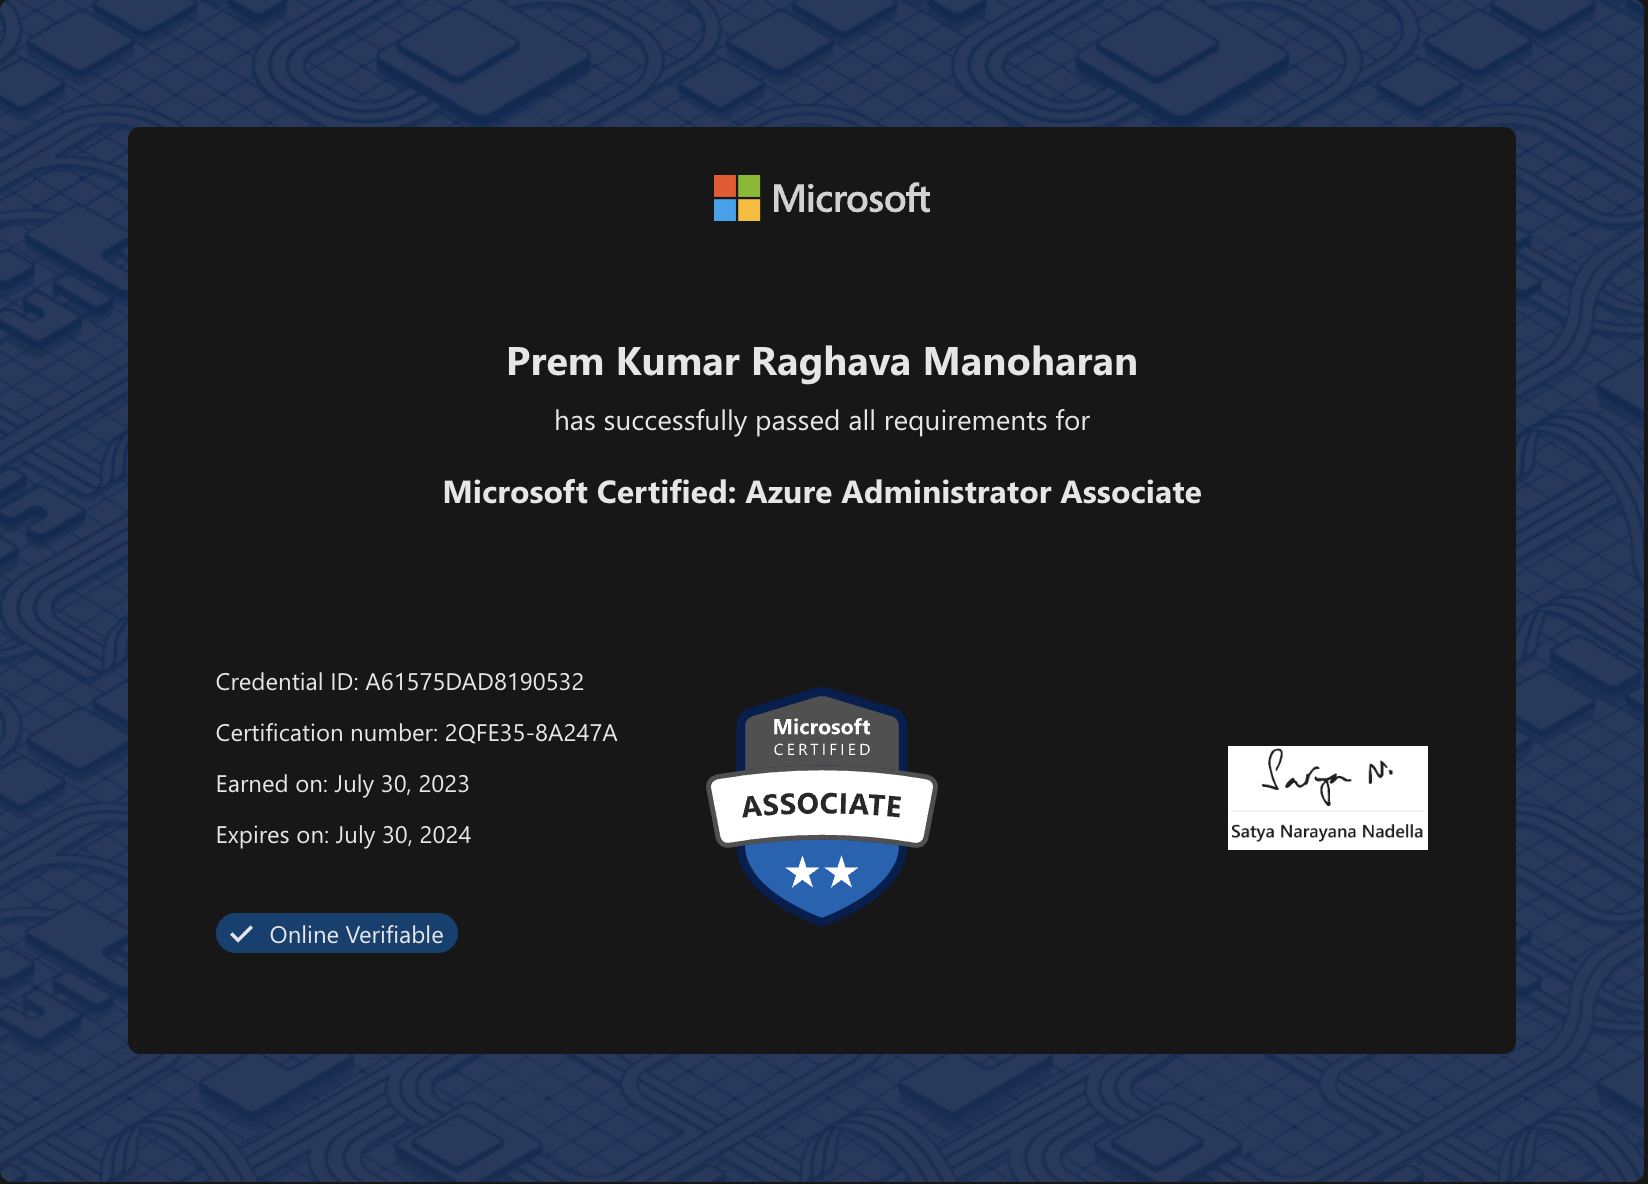 Microsoft
Prem Kumar Raghava Manoharan
has successfully passed all requirements for
Microsoft Certified: Azure Administrator Associate
Credential ID: A61575DAD8190532
Certification number: 2QFE35-8A247A
Earned on: July 30, 2023
Expires on: July 30, 2024
Online Verifiable
Microsoft
CERTIFIED
ASSOCIATE
Satya N.
Satya Narayana Nadella